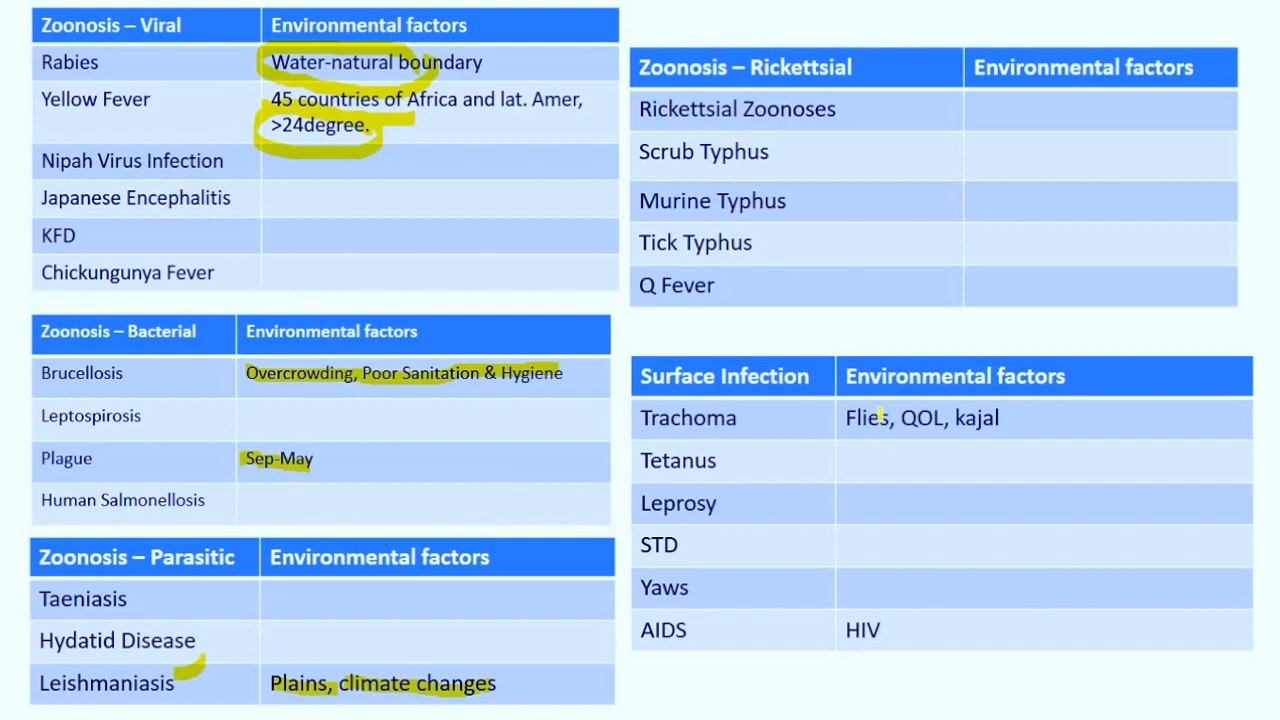 Zoonosis – Viral Environmental factors
Rabies Water-natural boundary
Yellow Fever 45 countries of Africa and lat. Amer,
>24degree.
Nipah Virus Infection
Japanese Encephalitis
KFD
Chickungunya Fever
Zoonosis – Bacterial Environmental factors
Brucellosis Overcrowding, Poor Sanitation & Hygiene
Leptospirosis
Plague Sep-May
Human Salmonellosis
Zoonosis – Parasitic Environmental factors
Taeniasis
Hydatid Disease
Leishmaniasis Plains, climate changes
Zoonosis – Rickettsial Environmental factors
Rickettsial Zoonoses
Scrub Typhus
Murine Typhus
Tick Typhus
Q Fever
Surface Infection Environmental factors
Trachoma Flies, QOL, kajal
Tetanus
Leprosy
STD
Yaws
AIDS HIV